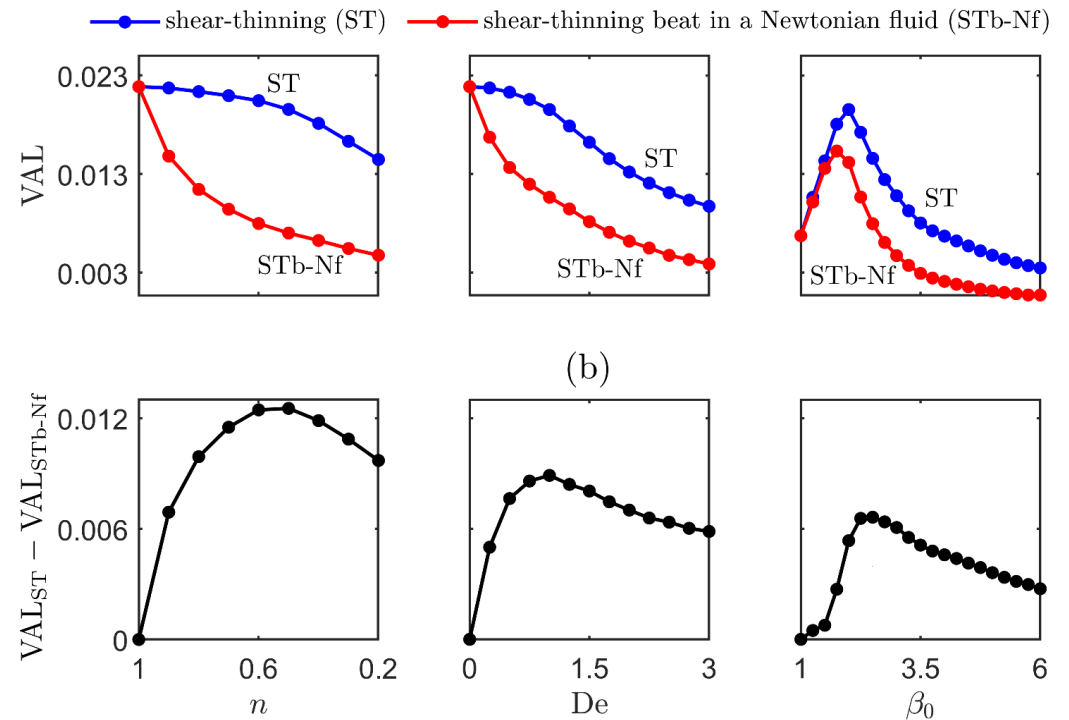 shear-thinning (ST) shear-thinning beat in a Newtonian fluid (STb-Nf)
0.023
0.013
0.003
VAL
ST
STb-Nf
ST
STb-Nf
ST
STb-Nf
(b)
0.012
0.006
0
VAL_ST − VAL_STb-Nf
1 0.6 0.2
0 1.5 3
1 3.5 6
n
De
β₀